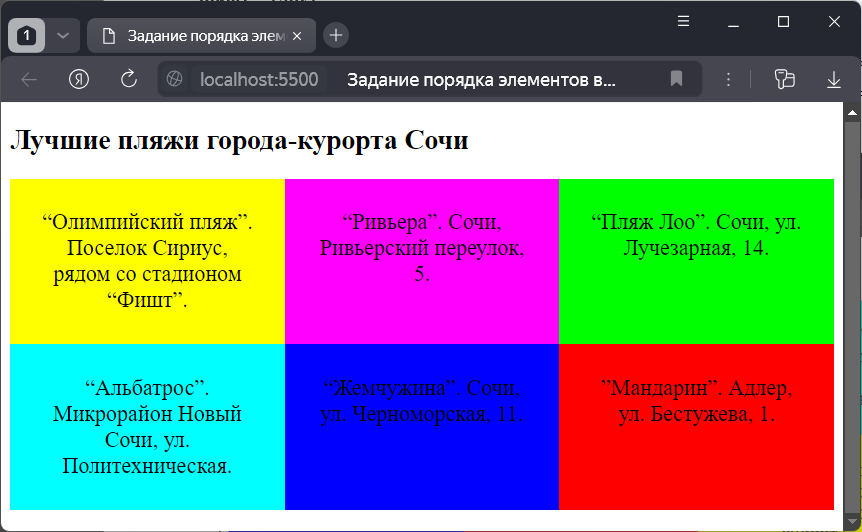 1
Задание порядка элем
localhost:5500 Задание порядка элементов в...
Лучшие пляжи города-курорта Сочи
“Олимпийский пляж”.
Поселок Сириус,
рядом со стадионом
“Фишт”.
“Ривьера”. Сочи,
Ривьерский переулок,
5.
“Пляж Лоо”. Сочи, ул.
Лучезарная, 14.
“Альбатрос”.
Микрорайон Новый
Сочи, ул.
Политехническая.
“Жемчужина”. Сочи,
ул. Черноморская, 11.
”Мандарин”. Адлер,
ул. Бестужева, 1.